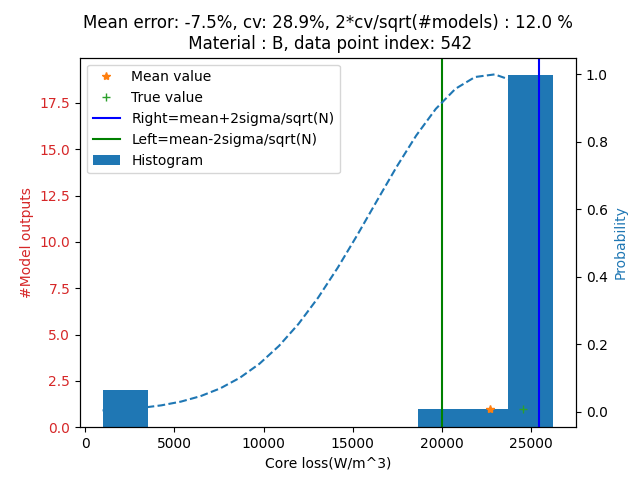 Mean error: -7.5%, cv: 28.9%, 2*cv/sqrt(#models) : 12.0 %
Material : B, data point index: 542
Mean value
True value
Right=mean+2sigma/sqrt(N)
Left=mean-2sigma/sqrt(N)
Histogram
#Model outputs
17.5
15.0
12.5
10.0
7.5
5.0
2.5
0.0
1.0
0.8
0.6
0.4
0.2
0.0
Probability
0 5000 10000 15000 20000 25000
Core loss(W/m^3)